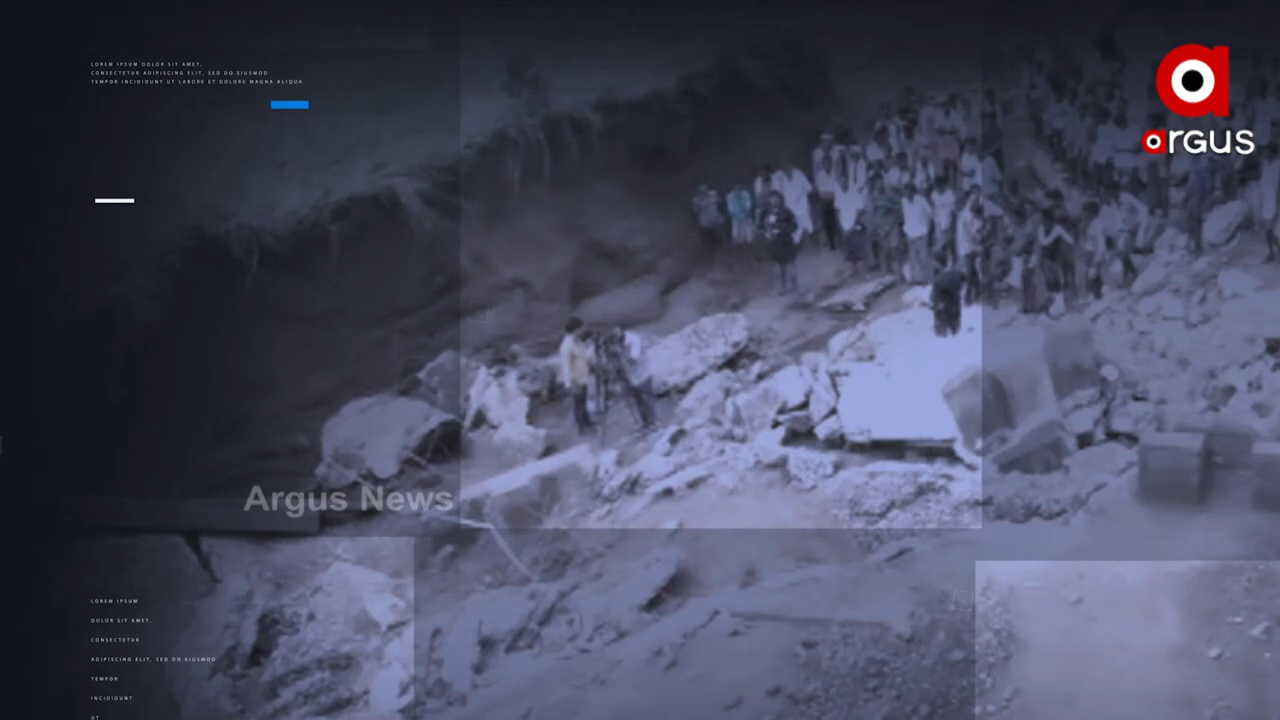 LOREM IPSUM DOLOR SIT AMET,
CONSECTETUR ADIPISCING ELIT, SED DO EIUSMOD
TEMPOR INCIDIDUNT UT LABORE ET DOLORE MAGNA ALIQUA.
argus
Argus News
LOREM IPSUM
DOLOR SIT AMET,
CONSECTETUR
ADIPISCING ELIT, SED DO EIUSMOD
TEMPOR
INCIDIDUNT
UT